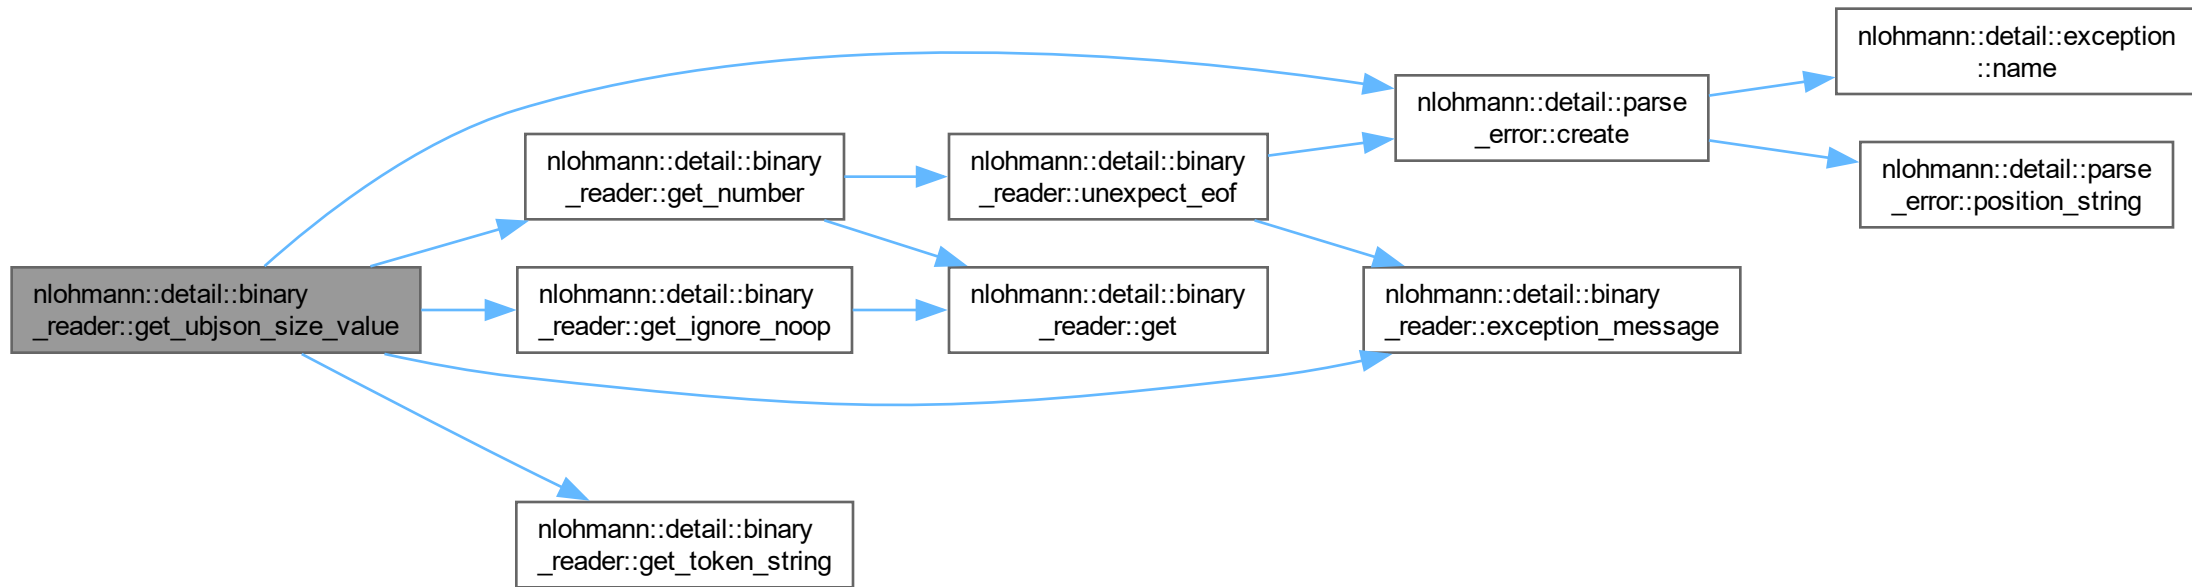 nlohmann::detail::exception
::name
nlohmann::detail::parse
_error::create
nlohmann::detail::binary
_reader::get_number
nlohmann::detail::binary
_reader::unexpect_eof
nlohmann::detail::parse
_error::position_string
nlohmann::detail::binary
_reader::get_ubjson_size_value
nlohmann::detail::binary
_reader::get_ignore_noop
nlohmann::detail::binary
_reader::get
nlohmann::detail::binary
_reader::exception_message
nlohmann::detail::binary
_reader::get_token_string